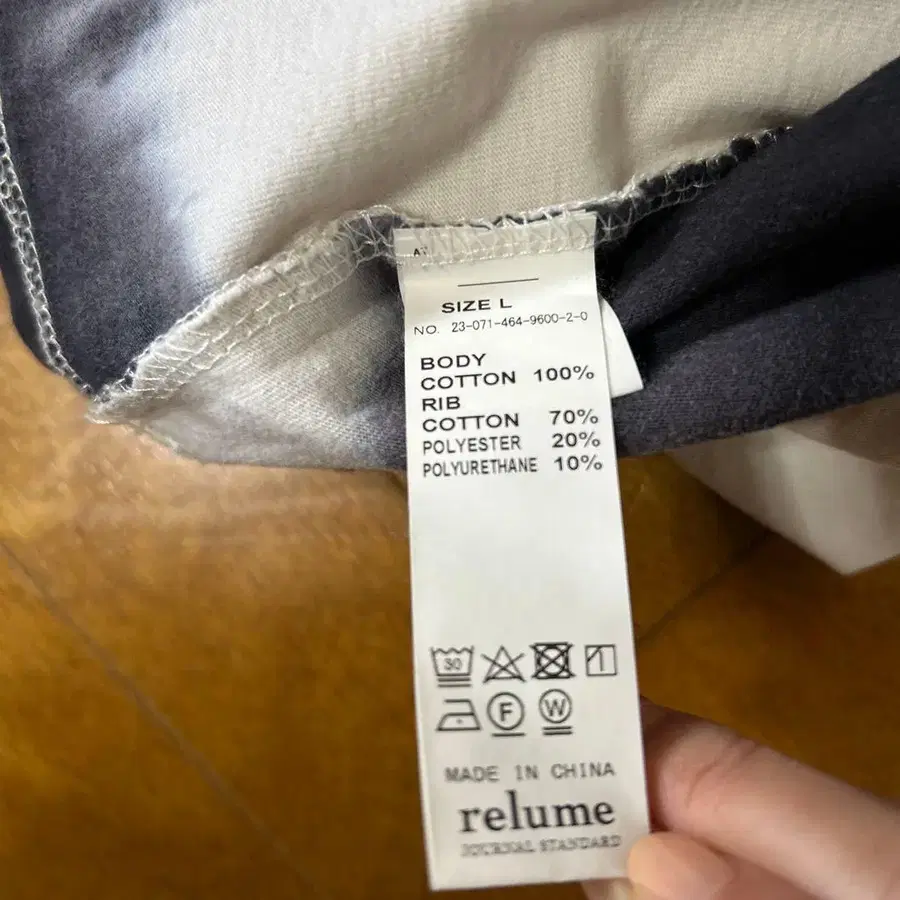 SIZE L
NO. 23-071-464-9600-2-0
BODY
COTTON 100%
RIB
COTTON 70%
POLYESTER 20%
POLYURETHANE 10%
30
F W
MADE IN CHINA
relume
JOURNAL STANDARD